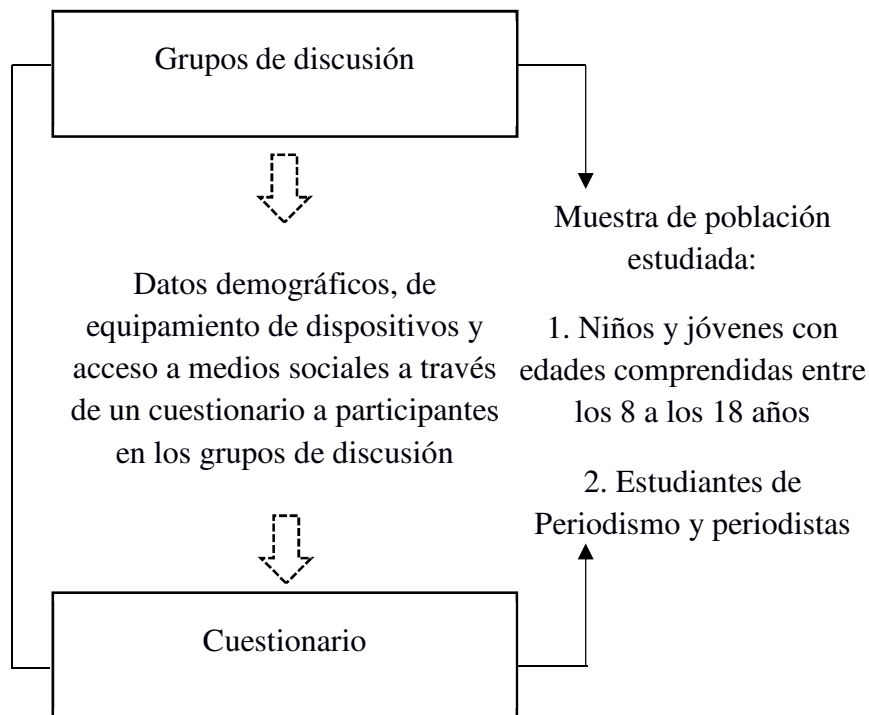 Grupos de discusión
Datos demográficos, de
equipamiento de dispositivos y
acceso a medios sociales a través
de un cuestionario a participantes
en los grupos de discusión
Muestra de población
estudiada:
1. Niños y jóvenes con
edades comprendidas entre
los 8 a los 18 años
2. Estudiantes de
Periodismo y periodistas
Cuestionario